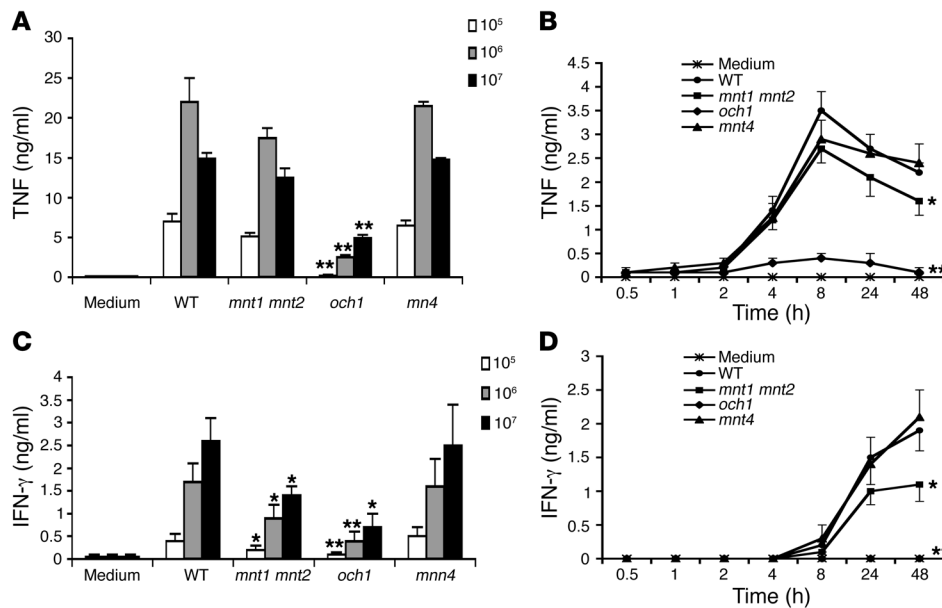 A
TNF (ng/ml)
30
25
20
15
10
5
0
10⁵
10⁶
10⁷
** ** **
Medium WT mnt1 mnt2 och1 mn4
B
TNF (ng/ml)
4.5
4
3.5
3
2.5
2
1.5
1
0.5
0
Medium
WT
mnt1 mnt2
och1
mnt4
*
**
0.5 1 2 4 8 24 48
Time (h)
C
IFN-γ (ng/ml)
4
3.5
3
2.5
2
1.5
1
0.5
0
10⁵
10⁶
10⁷
* * * ** ** *
Medium WT mnt1 mnt2 och1 mnn4
D
IFN-γ (ng/ml)
3
2.5
2
1.5
1
0.5
0
Medium
WT
mnt1 mnt2
och1
mnt4
*
**
0.5 1 2 4 8 24 48
Time (h)